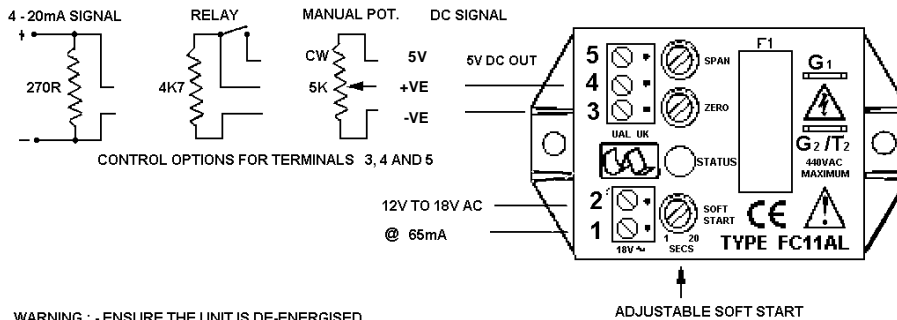 4 - 20mA SIGNAL
RELAY
MANUAL POT.
DC SIGNAL
+
270R
−
4K7
CW
5K
5V
+VE
-VE
CONTROL OPTIONS FOR TERMINALS 3, 4 AND 5
5V DC OUT
12V TO 18V AC
@ 65mA
5
4
3
SPAN
ZERO
UAL UK
STATUS
2
1
18V ~
SOFT
START
1 20
SECS
F1
G1
G2 /T2
440VAC
MAXIMUM
CE
TYPE FC11AL
ADJUSTABLE SOFT START
WARNING : - ENSURE THE UNIT IS DE-ENERGISED